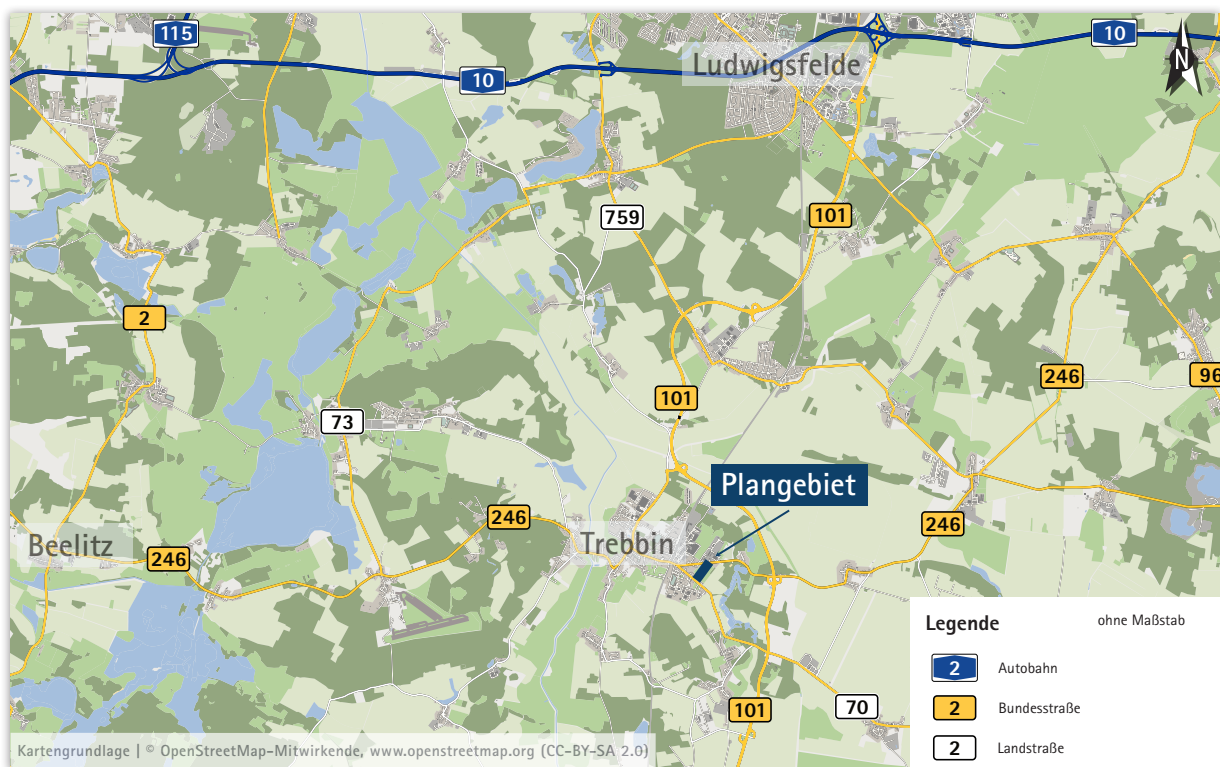 115
10
10
N
Ludwigsfelde
759
101
2
246
96
101
73
Plangebiet
246
246
Trebbin
Beelitz
246
101
70
Legende
ohne Maßstab
2 Autobahn
2 Bundesstraße
2 Landstraße
Kartengrundlage | © OpenStreetMap-Mitwirkende, www.openstreetmap.org (CC-BY-SA 2.0)